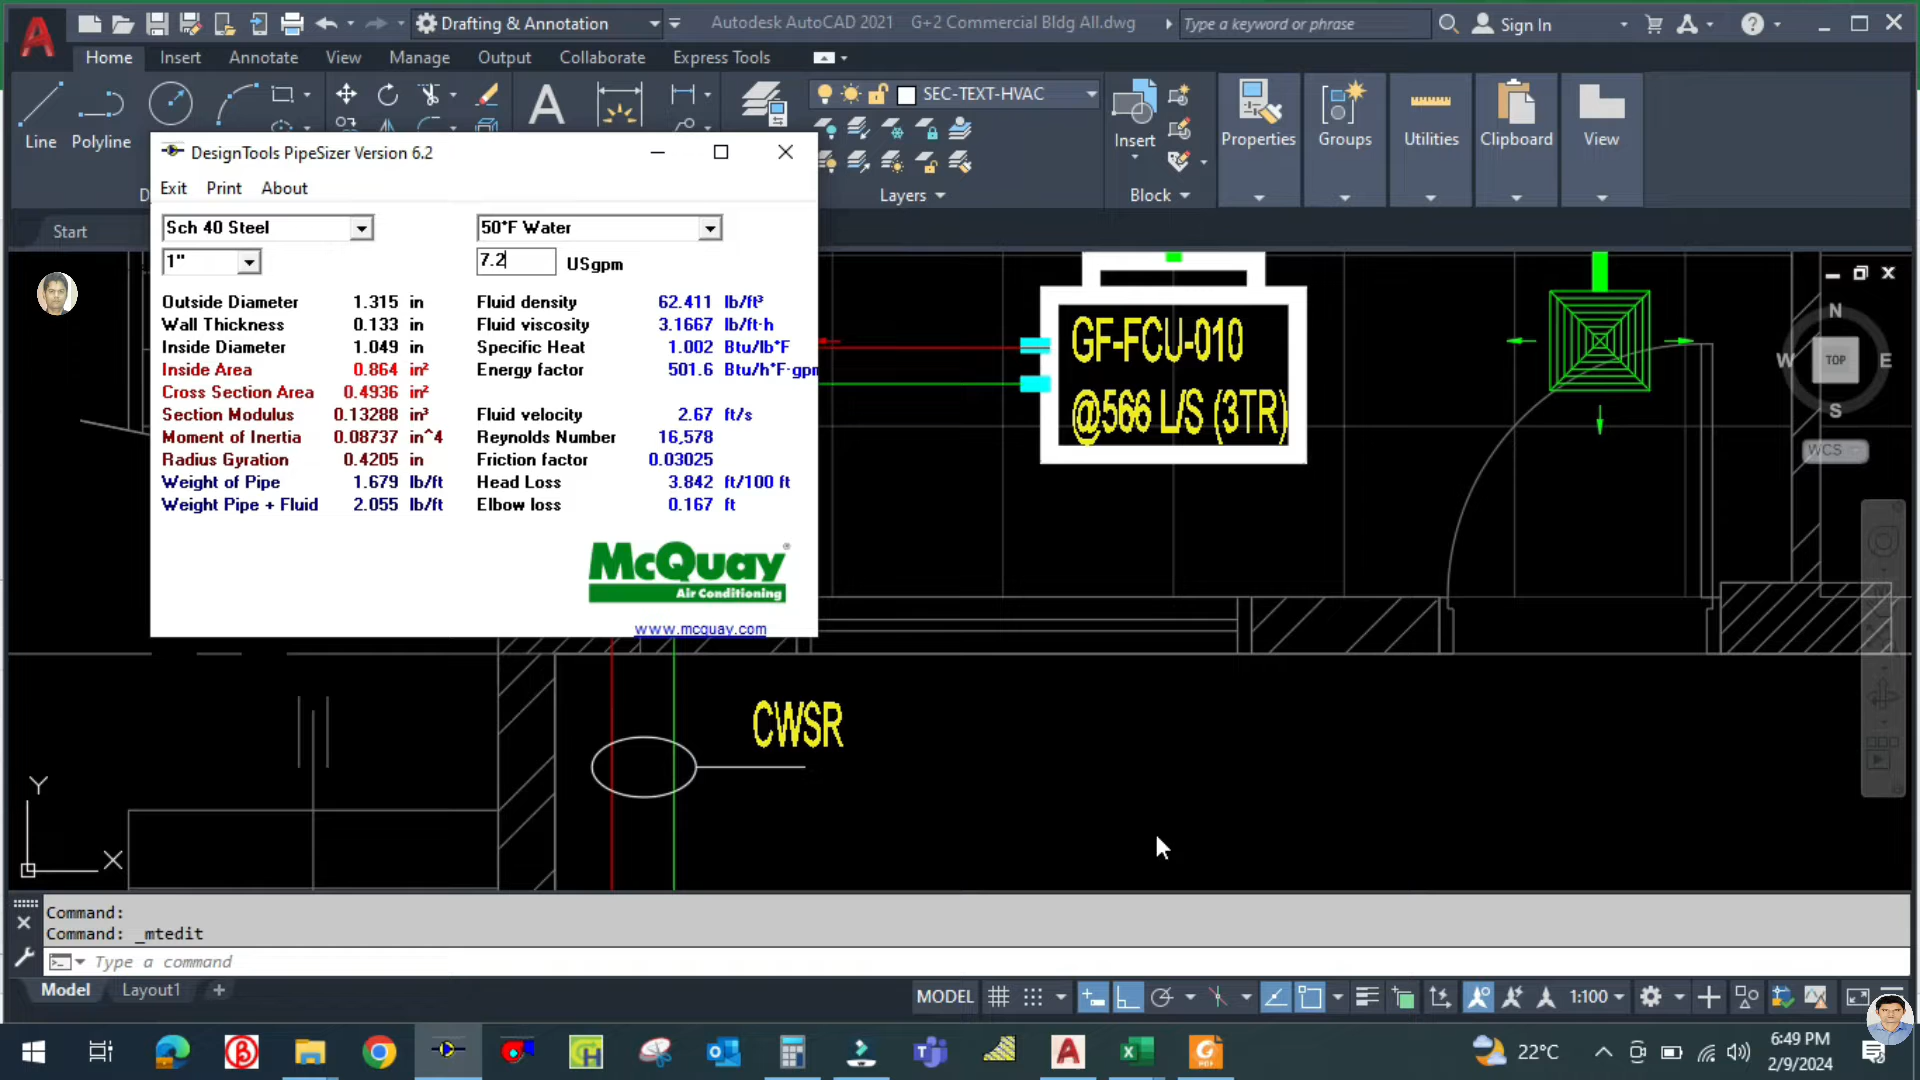 Drafting & Annotation
Autodesk AutoCAD 2021 G+2 Commercial Bldg All.dwg
Type a keyword or phrase
Sign In
Home Insert Annotate View Manage Output Collaborate Express Tools
SEC-TEXT-HVAC
Line Polyline
Insert Properties Groups Utilities Clipboard View
Layers
Block
Start
DesignTools PipeSizer Version 6.2
Exit Print About
Sch 40 Steel 50*F Water
1" 7.2 USgpm
Outside Diameter 1.315 in Fluid density 62.411 lb/ft³
Wall Thickness 0.133 in Fluid viscosity 3.1667 lb/ft·h
Inside Diameter 1.049 in Specific Heat 1.002 Btu/lb*F
Inside Area 0.864 in² Energy factor 501.6 Btu/h*F·gpm
Cross Section Area 0.4936 in²
Section Modulus 0.13288 in³ Fluid velocity 2.67 ft/s
Moment of Inertia 0.08737 in^4 Reynolds Number 16,578
Radius Gyration 0.4205 in Friction factor 0.03025
Weight of Pipe 1.679 lb/ft Head Loss 3.842 ft/100 ft
Weight Pipe + Fluid 2.055 lb/ft Elbow loss 0.167 ft
McQuay®
Air Conditioning
www.mcquay.com
GF-FCU-010
@566 L/S (3TR)
N
W TOP E
S
WCS
CWSR
Y
X
Command:
Command: _mtedit
Type a command
Model Layout1 +
MODEL 1:100
22°C
6:49 PM
2/9/2024